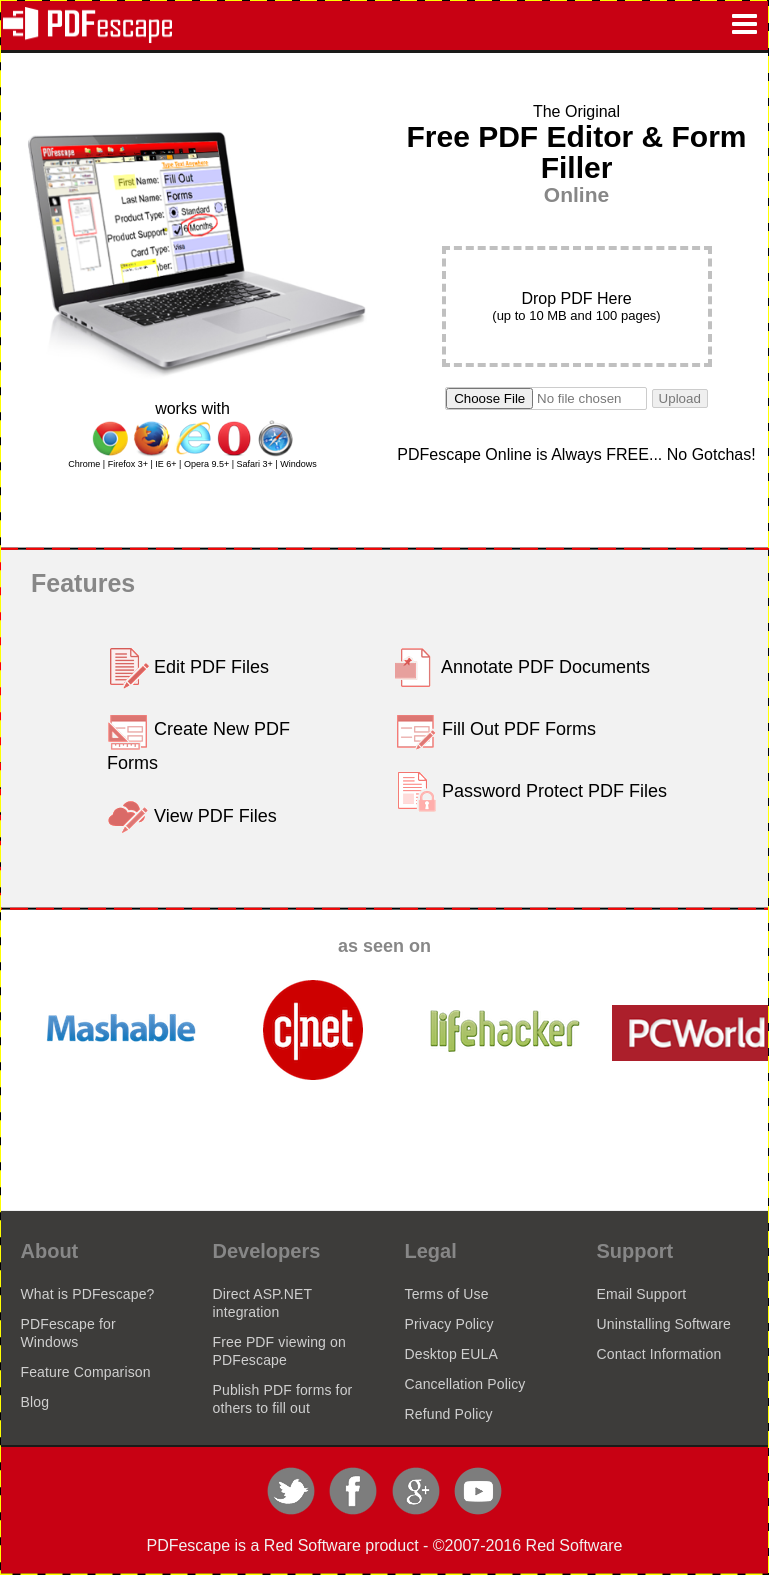 PDFescape
The Original
Free PDF Editor & Form
Filler
Online
PDFescape
Type Text Anywhere
First Name:
Fill Out
Last Name:
Forms
Product Type:
Standard
Product Support:
6 Months
Card Type:
Visa
Number:
Drop PDF Here
(up to 10 MB and 100 pages)
Choose File No file chosen Upload
works with
Chrome | Firefox 3+ | IE 6+ | Opera 9.5+ | Safari 3+ | Windows
PDFescape Online is Always FREE... No Gotchas!
Features
Edit PDF Files
Create New PDF
Forms
View PDF Files
Annotate PDF Documents
Fill Out PDF Forms
Password Protect PDF Files
as seen on
Mashable
c|net
lifehacker
PCWorld
About
What is PDFescape?
PDFescape for
Windows
Feature Comparison
Blog
Developers
Direct ASP.NET
integration
Free PDF viewing on
PDFescape
Publish PDF forms for
others to fill out
Legal
Terms of Use
Privacy Policy
Desktop EULA
Cancellation Policy
Refund Policy
Support
Email Support
Uninstalling Software
Contact Information
PDFescape is a Red Software product - ©2007-2016 Red Software